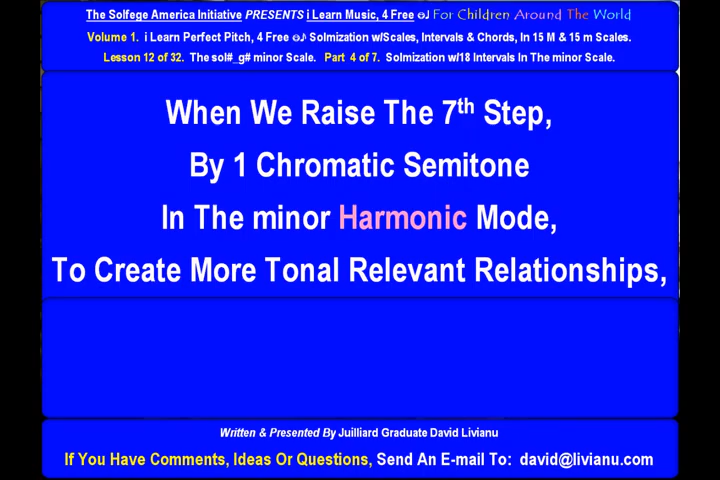 The Solfege America Initiative PRESENTS i Learn Music, 4 Free For Children Around The World
Volume 1. i Learn Perfect Pitch, 4 Free Solmization w/Scales, Intervals & Chords, In 15 M & 15 m Scales.
Lesson 12 of 32. The sol#_g# minor Scale. Part 4 of 7. Solmization w/18 Intervals In The minor Scale.
When We Raise The 7th Step,
By 1 Chromatic Semitone
In The minor Harmonic Mode,
To Create More Tonal Relevant Relationships,
Written & Presented By Juilliard Graduate David Livianu
If You Have Comments, Ideas Or Questions, Send An E-mail To: david@livianu.com